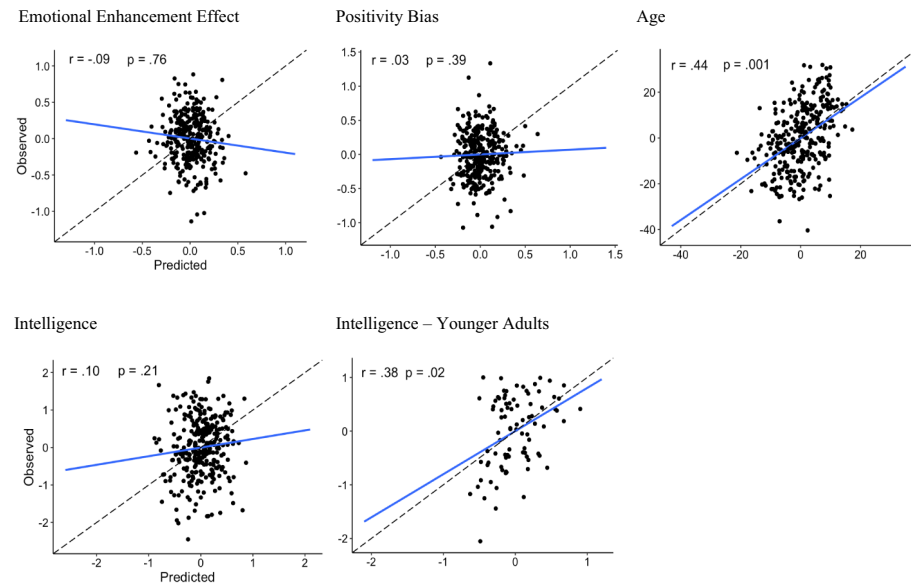 Emotional Enhancement Effect
Positivity Bias
Age
r = -.09 p = .76
r = .03 p = .39
r = .44 p = .001
Observed
1.0
0.5
0.0
-0.5
-1.0
-1.0 -0.5 0.0 0.5 1.0
Predicted
1.5
1.0
0.5
0.0
-0.5
-1.0
-1.0 -0.5 0.0 0.5 1.0 1.5
20
0
-20
-40
-40 -20 0 20
Intelligence
Intelligence – Younger Adults
r = .10 p = .21
r = .38 p = .02
Observed
2
1
0
-1
-2
-2 -1 0 1 2
Predicted
1
0
-1
-2
-2 -1 0 1